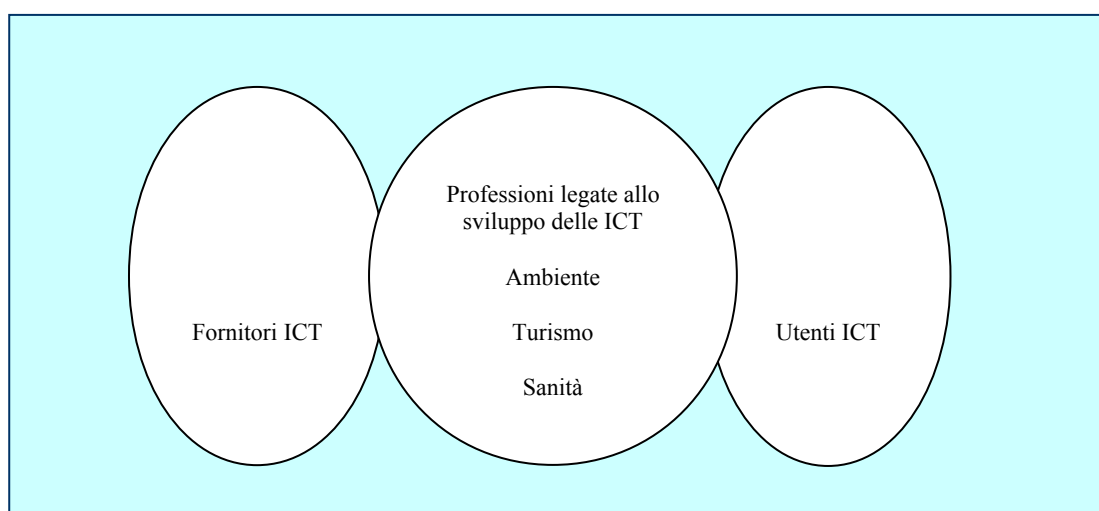 Professioni legate allo
sviluppo delle ICT
Ambiente
Turismo
Sanità
Fornitori ICT
Utenti ICT